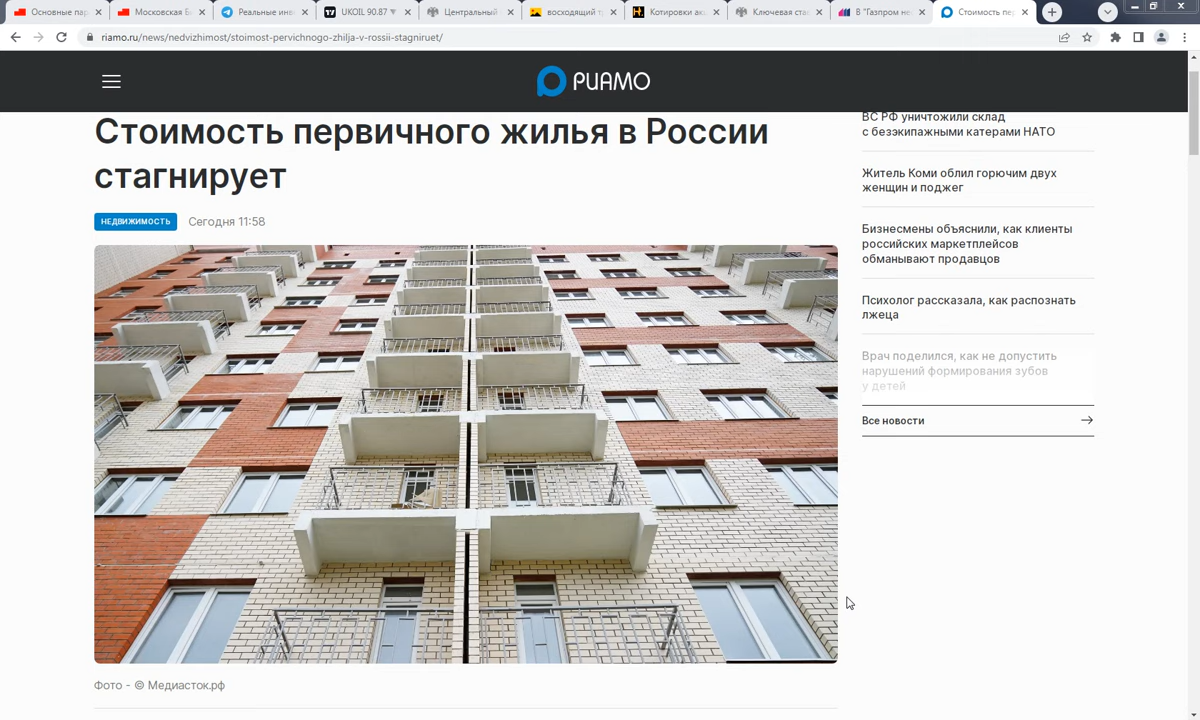 Основные пар
Московская Б
Реальные инв
UKOIL 90.87 ▼
Центральный
восходящий т
Котировки ак
Ключевая ста
В "Газпром не
Стоимость пер
riamo.ru/news/nedvizhimost/stoimost-pervichnogo-zhilja-v-rossii-stagniruet/
РИАМО
Стоимость первичного жилья в России
стагнирует
НЕДВИЖИМОСТЬ Сегодня 11:58
Фото - © Медиасток.рф
ВС РФ уничтожили склад
с безэкипажными катерами НАТО
Житель Коми облил горючим двух
женщин и поджег
Бизнесмены объяснили, как клиенты
российских маркетплейсов
обманывают продавцов
Психолог рассказала, как распознать
лжеца
Врач поделился, как не допустить
нарушений формирования зубов
у детей
Все новости